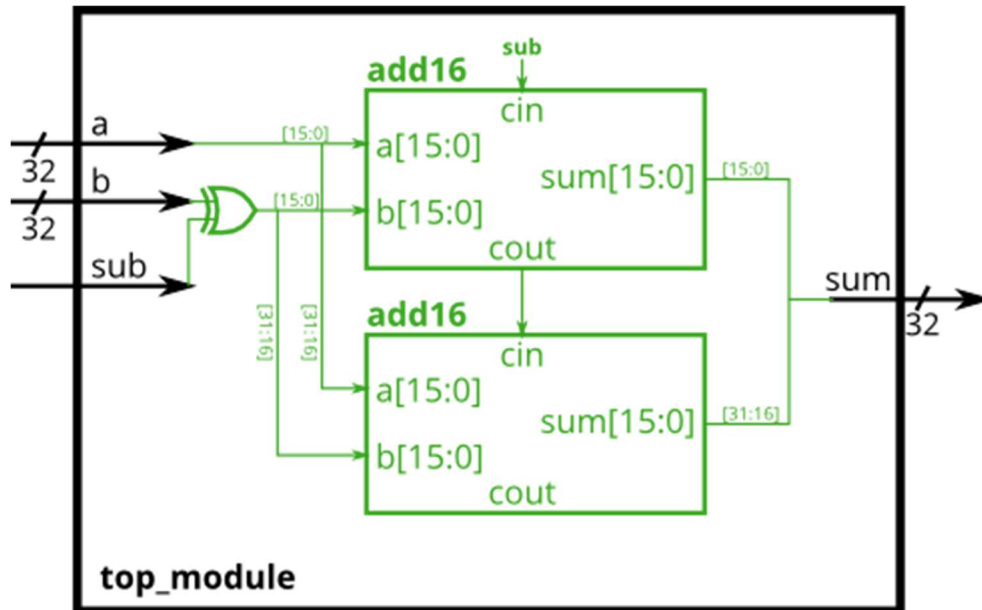 sub
add16
cin
a
[15:0]
a[15:0]
32
sum[15:0]
[15:0]
b
[15:0]
b[15:0]
32
cout
sub
sum
32
[31:16]
[31:16]
add16
cin
a[15:0]
sum[15:0]
[31:16]
b[15:0]
cout
top_module